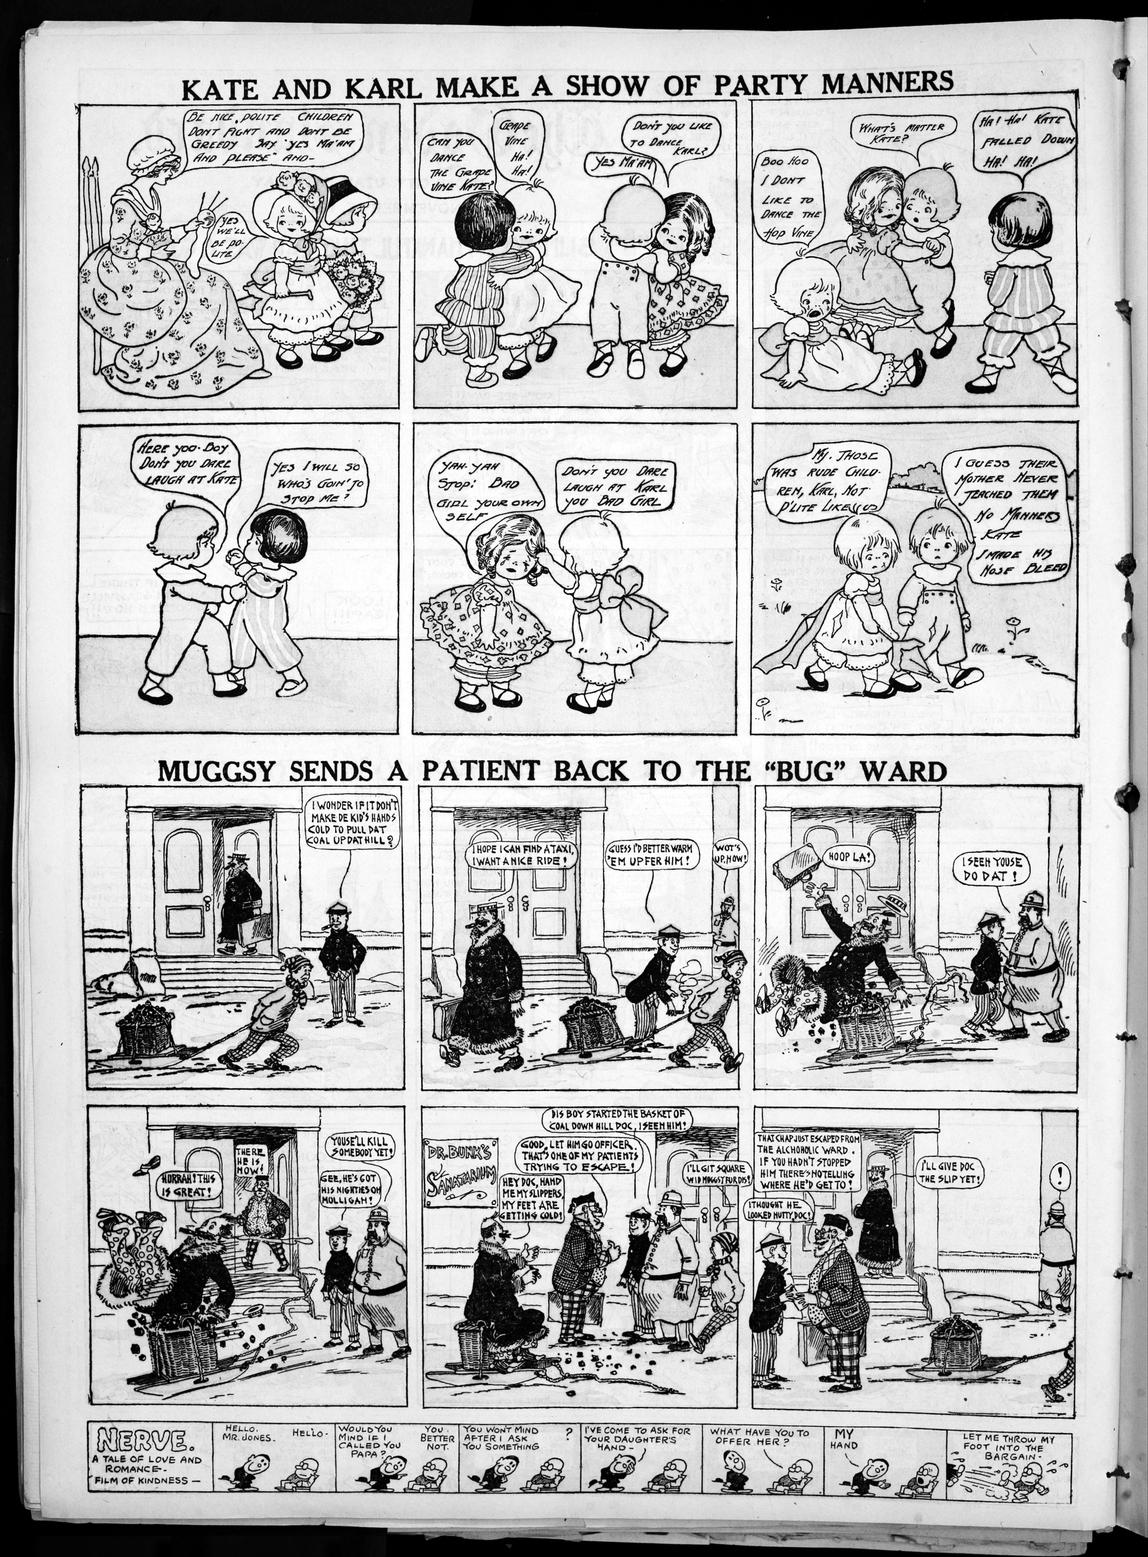 KATE AND KARL MAKE A SHOW OF PARTY MANNERS
BE NICE, POLITE CHILDREN
DON'T FIGHT AND DON'T BE
GREEDY SAY "YES MA'AM
AND PLEASE" AND-
YES
WE'LL
BE PO-
LITE
CAN YOU
DANCE
THE GRAPE
VINE KATE?
GRAPE
VINE
HA!
HA!
YES MA'AM
DON'T YOU LIKE
TO DANCE
KARL?
BOO HOO
I DON'T
LIKE TO
DANCE THE
HOP VINE
WHAT'S MATTER
KATE?
HA! HA! KATE
FALLED DOWN
HA! HA!
HERE YOO-BOY
DON'T YOU DARE
LAUGH AT KATE
YES I WILL SO
WHO'S GOIN' TO
STOP ME?
YAH-YAH
STOP! BAD
GIRL YOUR OWN
SELF
DON'T YOU DARE
LAUGH AT KARL
YOU BAD GIRL
MY. THOSE
WAS RUDE CHILD-
REN, KARL, NOT
P'LITE LIKE US
I GUESS THEIR
MOTHER NEVER
TEACHED THEM
NO MANNERS
KATE
I MADE HIS
NOSE BLEED
MUGGSY SENDS A PATIENT BACK TO THE "BUG" WARD
I WONDER IF IT DON'T
MAKE DE KID'S HANDS
COLD TO PULL DAT
COAL UP DAT HILL?
I HOPE I CAN FIND A TAXI,
I WANT A NICE RIDE!
GUESS I'D BETTER WARM
'EM UP FER HIM!
WOT'S
UP, NOW!
HOOP LA!
I SEEN YOUSE
DO DAT!
HURRAH! THIS
IS GREAT!
THERE
HE IS
NOW!
YOUSE'LL KILL
SOMEBODY YET!
GEE, HE'S GOT
HIS NIGHTIES ON
MOLLIGAN!
DR. BUNK'S
SANATARIUM
DIS BOY STARTED THE BASKET OF
COAL DOWN HILL DOC, I SEEN HIM!
GOOD, LET HIM GO OFFICER,
THAT'S ONE OF MY PATIENTS
TRYING TO ESCAPE!
HEY DOC, HAND
ME MY SLIPPERS,
MY FEET ARE
GETTING COLD!
I'LL GIT SQUARE
WID MUGGSY FUR DIS!
THAT CHAP JUST ESCAPED FROM
THE ALCHOHOLIC WARD.
IF YOU HADN'T STOPPED
HIM THERE'S NO TELLING
WHERE HE'D GET TO!
I THOUGHT HE
LOOKED NUTTY, DOC!
I'LL GIVE DOC
THE SLIP YET!
!
NERVE.
A TALE OF LOVE AND
ROMANCE-
FILM OF KINDNESS-
HELLO.
MR. JONES.
HELLO-
WOULD YOU
MIND IF I
CALLED YOU
PAPA?
YOU
BETTER
NOT.
YOU WON'T MIND
AFTER I ASK
YOU SOMETHING
?
I'VE COME TO ASK FOR
YOUR DAUGHTER'S
HAND-
WHAT HAVE YOU TO
OFFER HER?
MY
HAND
LET ME THROW MY
FOOT INTO THE
BARGAIN-